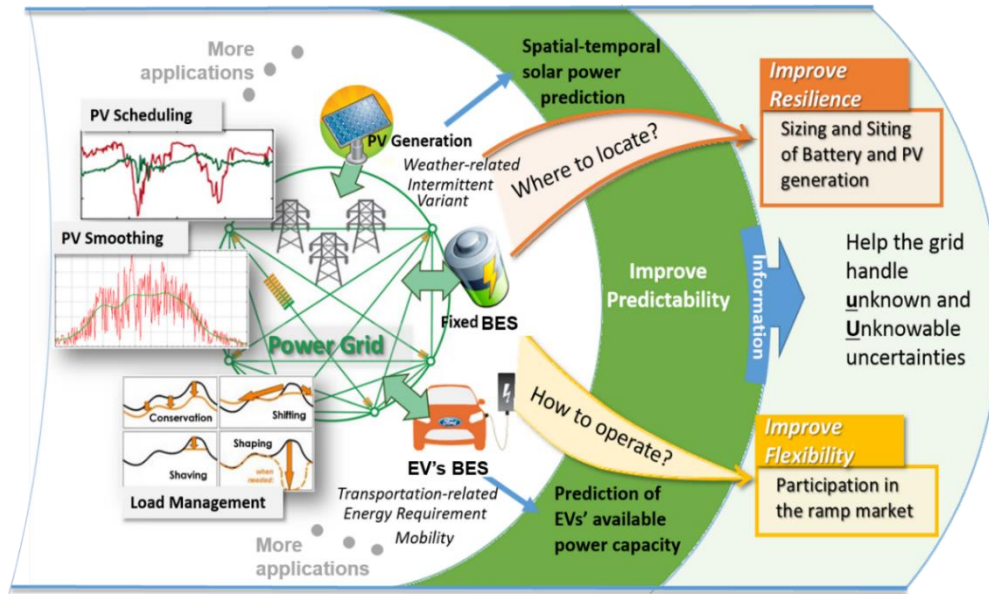 More
applications
PV Scheduling
PV Smoothing
PV Generation
Weather-related
Intermittent
Variant
Power Grid
Fixed BES
Conservation
Shifting
Shaving
Shaping
when
needed:
Load Management
Ford
EV's BES
Transportation-related
Energy Requirement
Mobility
More
applications
Spatial-temporal
solar power
prediction
Where to locate?
Improve
Predictability
How to operate?
Prediction of
EVs' available
power capacity
Information
Improve
Resilience
Sizing and Siting
of Battery and PV
generation
Help the grid
handle
unknown and
Unknowable
uncertainties
Improve
Flexibility
Participation in
the ramp market